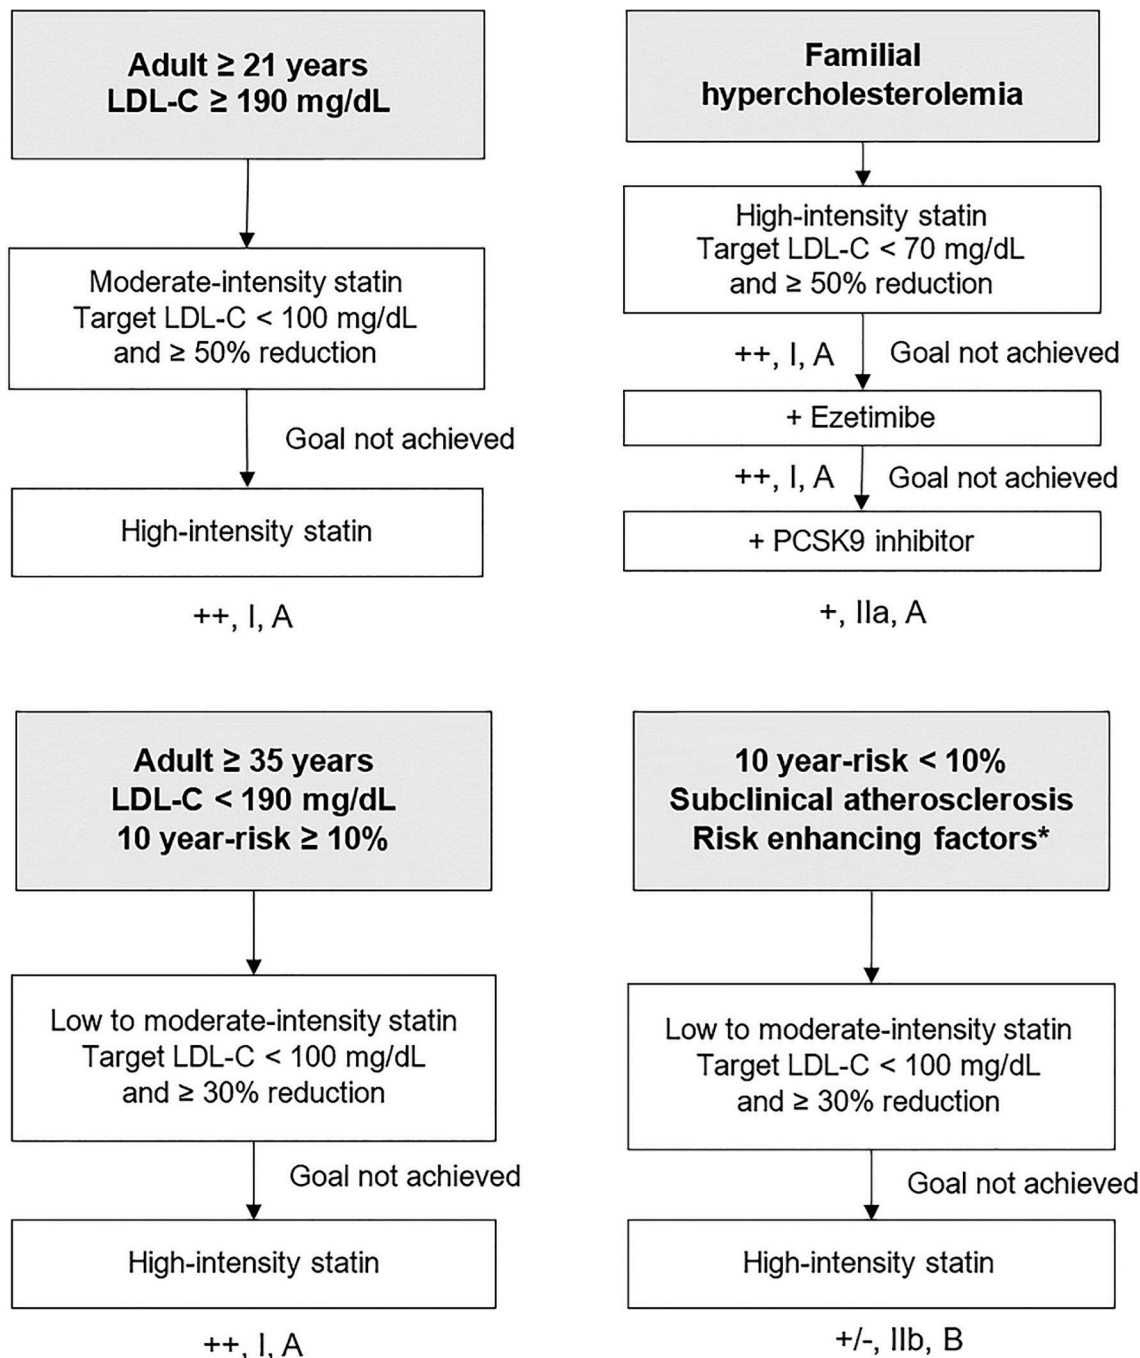 Adult ≥ 21 years
LDL-C ≥ 190 mg/dL
Moderate-intensity statin
Target LDL-C < 100 mg/dL
and ≥ 50% reduction
Goal not achieved
High-intensity statin
++, I, A
Familial
hypercholesterolemia
High-intensity statin
Target LDL-C < 70 mg/dL
and ≥ 50% reduction
++, I, A
Goal not achieved
+ Ezetimibe
++, I, A
Goal not achieved
+ PCSK9 inhibitor
+, IIa, A
Adult ≥ 35 years
LDL-C < 190 mg/dL
10 year-risk ≥ 10%
Low to moderate-intensity statin
Target LDL-C < 100 mg/dL
and ≥ 30% reduction
Goal not achieved
High-intensity statin
++, I, A
10 year-risk < 10%
Subclinical atherosclerosis
Risk enhancing factors*
Low to moderate-intensity statin
Target LDL-C < 100 mg/dL
and ≥ 30% reduction
Goal not achieved
High-intensity statin
+/-, IIb, B